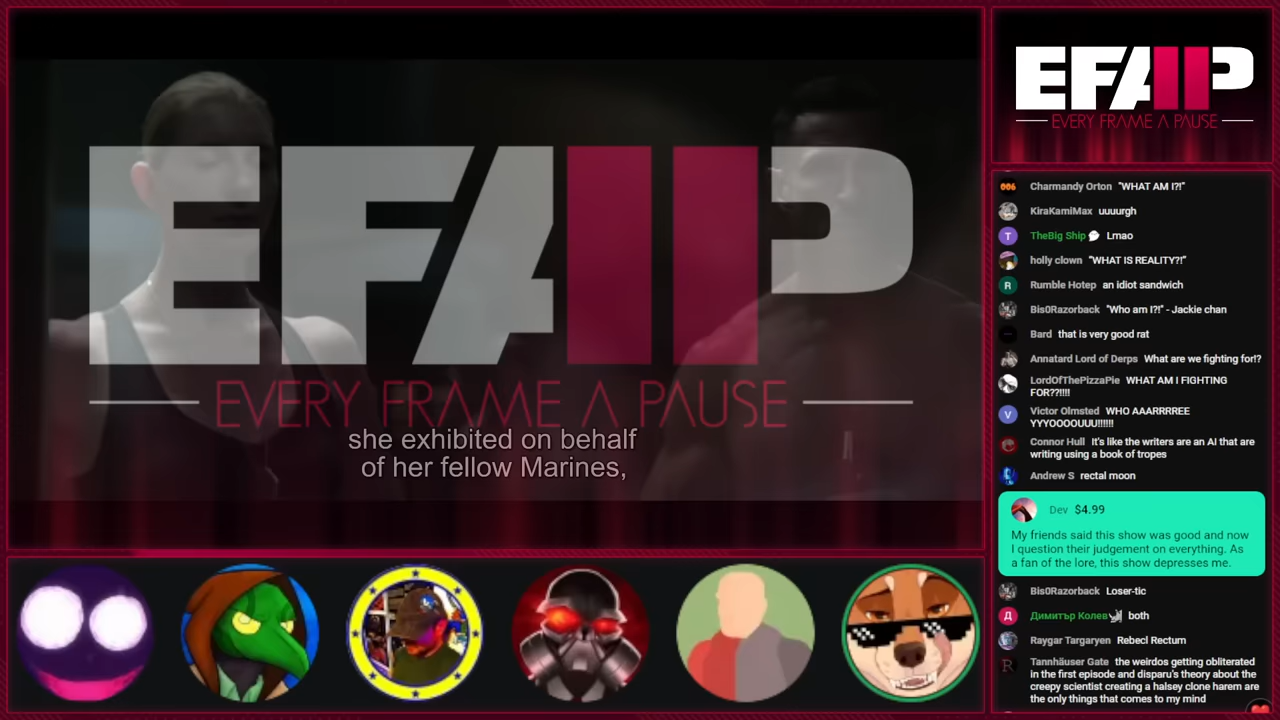 EFAP
EVERY FRAME A PAUSE
she exhibited on behalf
of her fellow Marines,
EFAP
EVERY FRAME A PAUSE
006 Charmandy Orton "WHAT AM I?!"
KiraKamiMax uuuurgh
T TheBig Ship Lmao
holly clown "WHAT IS REALITY?!"
R Rumble Hotep an idiot sandwich
Bis0Razorback "Who am I?!" - Jackie chan
Bard that is very good rat
Annatard Lord of Derps What are we fighting for!?
LordOfThePizzaPie WHAT AM I FIGHTING
FOR??!!!!
V Victor Olmsted WHO AAARRRREE
YYYOOOOUUU!!!!!!!
Connor Hull It's like the writers are an AI that are
writing using a book of tropes
Andrew S rectal moon
Dev $4.99
My friends said this show was good and now
I question their judgement on everything. As
a fan of the lore, this show depresses me.
Bis0Razorback Loser-tic
Д Димитър Колев both
Raygar Targaryen Rebecl Rectum
R Tannhäuser Gate the weirdos getting obliterated
in the first episode and disparu's theory about the
creepy scientist creating a halsey clone harem are
the only things that comes to my mind